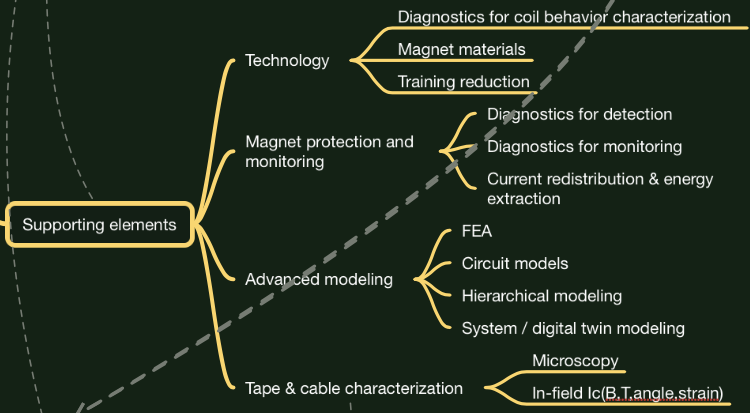 Diagnostics for coil behavior characterization
Technology
Magnet materials
Training reduction
Magnet protection and
monitoring
Diagnostics for detection
Diagnostics for monitoring
Current redistribution & energy
extraction
Supporting elements
Advanced modeling
FEA
Circuit models
Hierarchical modeling
System / digital twin modeling
Tape & cable characterization
Microscopy
In-field Ic(B,T,angle,strain)